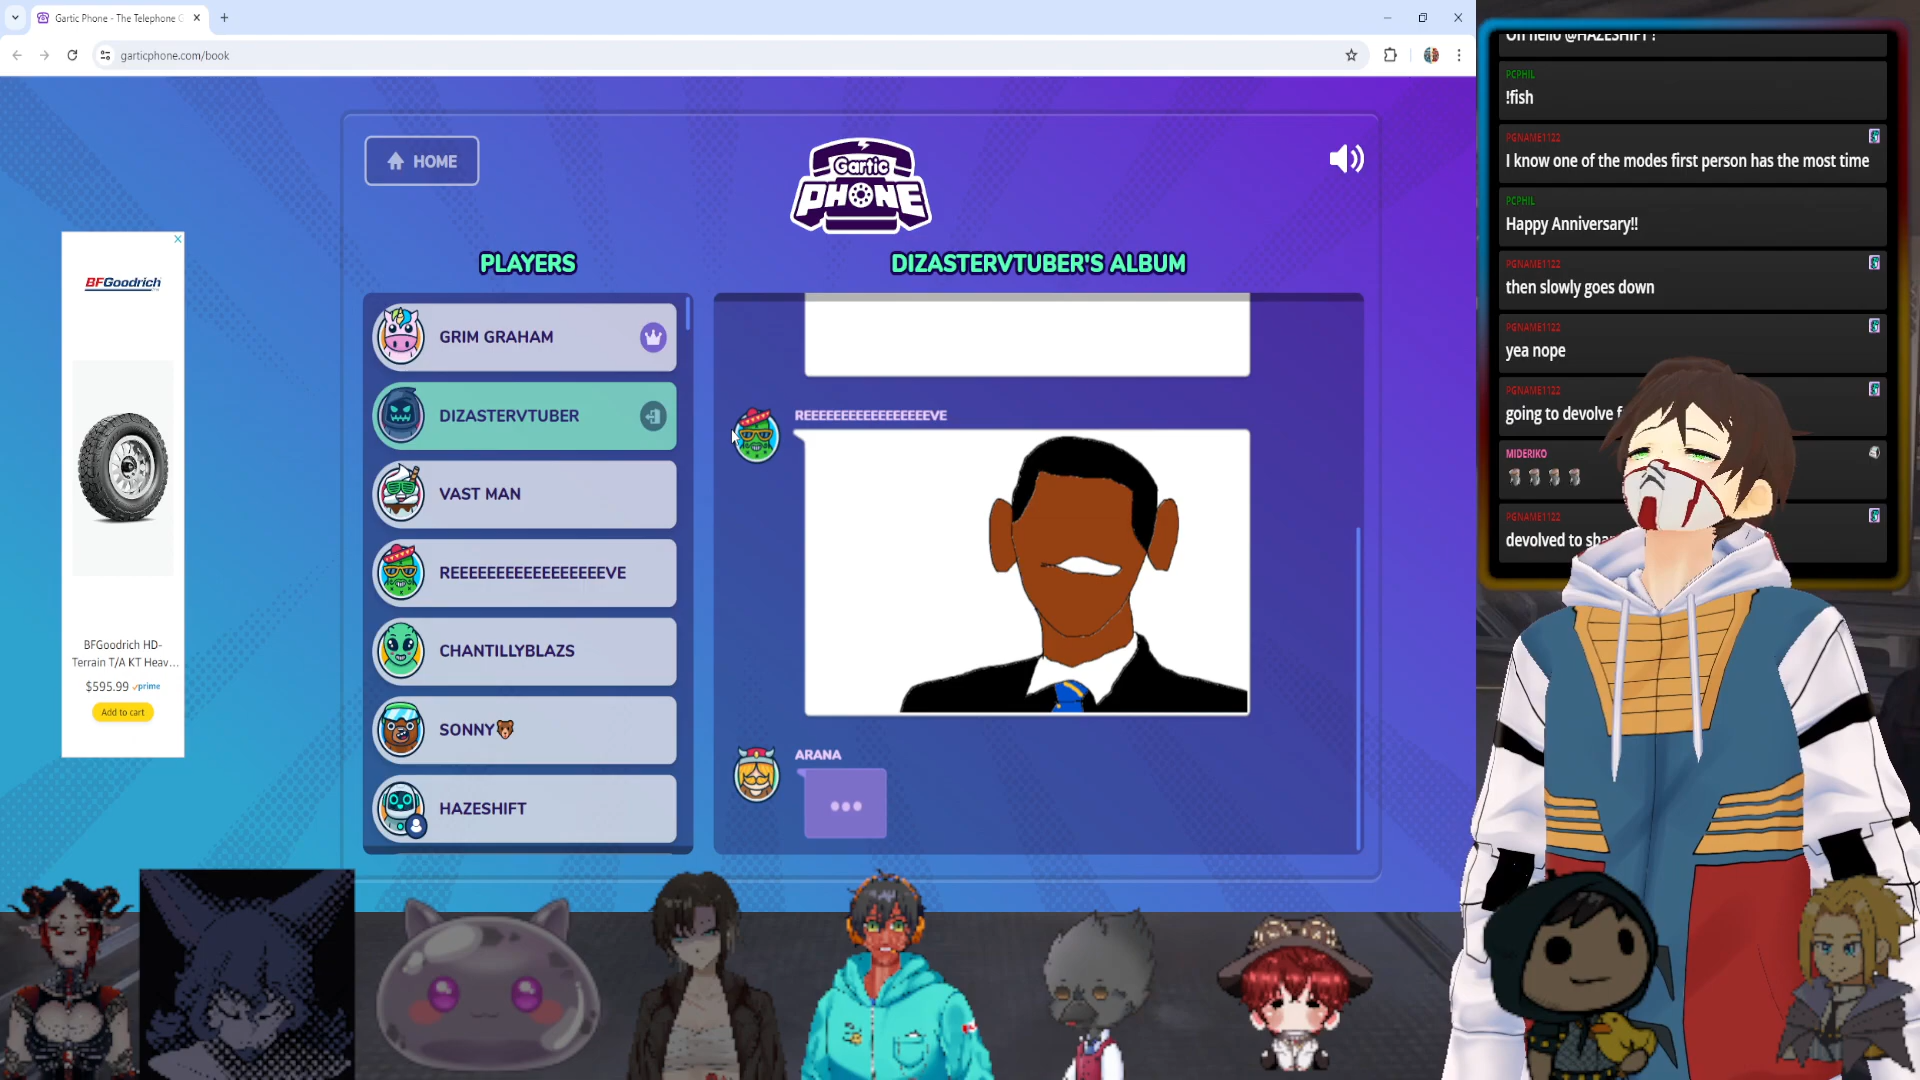 Gartic Phone - The Telephone G
garticphone.com/book
HOME
Gartic
PHONE
PLAYERS
DIZASTERVTUBER'S ALBUM
GRIM GRAHAM
DIZASTERVTUBER
VAST MAN
REEEEEEEEEEEEEEEEEVE
CHANTILLYBLAZS
SONNY🐻
HAZESHIFT
REEEEEEEEEEEEEEEEEVE
ARANA
BFGoodrich
BFGoodrich HD-
Terrain T/A KT Heav...
$595.99 prime
Add to cart
Oh hello @HAZESHIFT !
PCPHIL
!fish
PGNAME1122
I know one of the modes first person has the most time
PCPHIL
Happy Anniversary!!
PGNAME1122
then slowly goes down
PGNAME1122
yea nope
PGNAME1122
going to devolve
MIDERIKO
PGNAME1122
devolved to